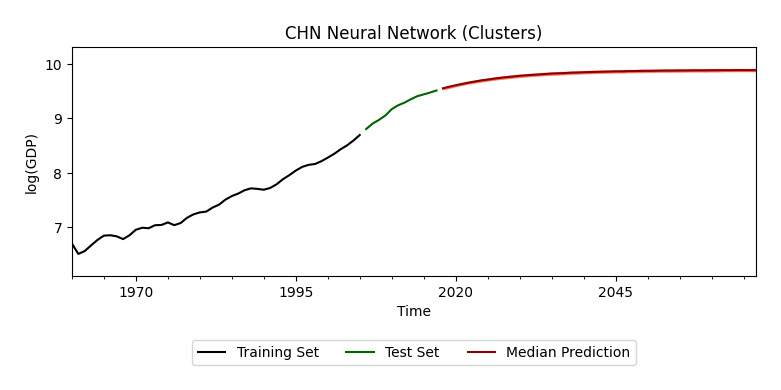 CHN Neural Network (Clusters)
10
9
8
7
log(GDP)
1970 1995 2020 2045
Time
Training Set Test Set Median Prediction